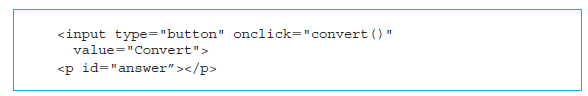 <input type="button" onclick="convert()"
value="Convert">
<p id="answer”></p>